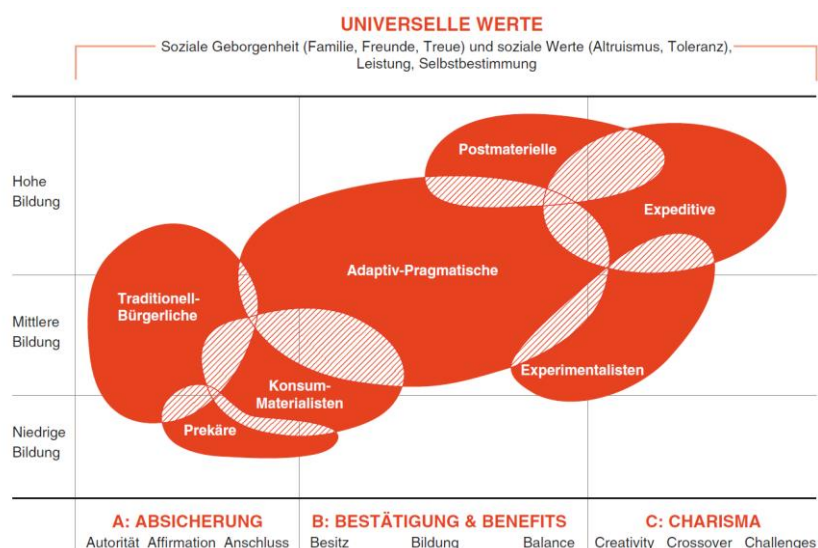 UNIVERSELLE WERTE
Soziale Geborgenheit (Familie, Freunde, Treue) und soziale Werte (Altruismus, Toleranz),
Leistung, Selbstbestimmung
Hohe
Bildung
Mittlere
Bildung
Niedrige
Bildung
Postmaterielle
Expeditive
Adaptiv-Pragmatische
Traditionell-
Bürgerliche
Experimentalisten
Konsum-
Materialisten
Prekäre
A: ABSICHERUNG
Autorität Affirmation Anschluss
B: BESTÄTIGUNG & BENEFITS
Besitz Bildung Balance
C: CHARISMA
Creativity Crossover Challenges